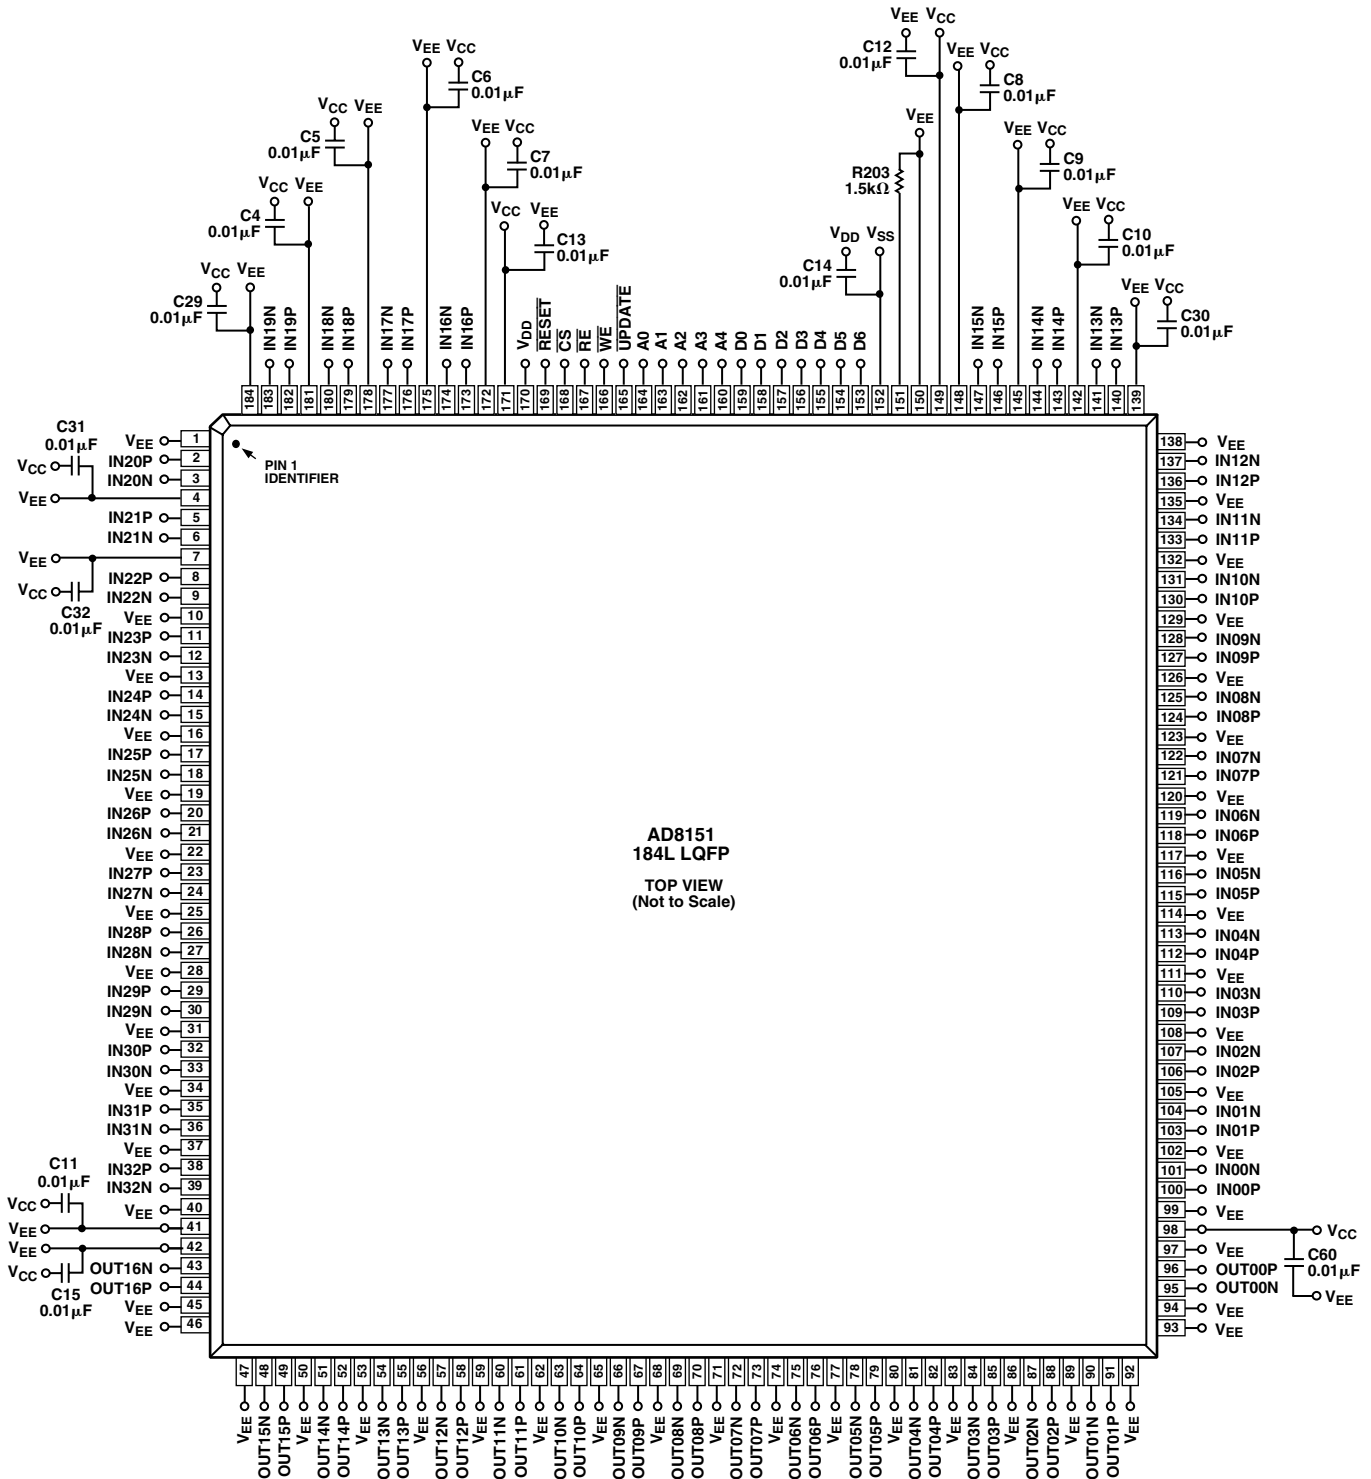 VEE VCC
C12
0.01µF
VEE VCC
C6
0.01µF
VEE VCC
C8
0.01µF
VCC VEE
C5
0.01µF
VEE
VEE VCC
C7
0.01µF
VEE VCC
C9
0.01µF
R203
1.5kΩ
VCC VEE
C4
0.01µF
VCC VEE
C13
0.01µF
VDD VSS
C14
0.01µF
VEE VCC
C10
0.01µF
VCC VEE
C29
0.01µF
VEE VCC
C30
0.01µF
IN19N
IN19P
IN18N
IN18P
IN17N
IN17P
IN16N
IN16P
VDD
RESET
CS
RE
WE
UPDATE
A0
A1
A2
A3
A4
D0
D1
D2
D3
D4
D5
D6
IN15N
IN15P
IN14N
IN14P
IN13N
IN13P
184 183 182 181 180 179 178 177 176 175 174 173 172 171 170 169 168 167 166 165 164 163 162 161 160 159 158 157 156 155 154 153 152 151 150 149 148 147 146 145 144 143 142 141 140 139
PIN 1
IDENTIFIER
C31
0.01µF
VCC
VEE 1
IN20P 2
IN20N 3
VEE 4
IN21P 5
IN21N 6
VEE 7
IN22P 8
VCC
C32
0.01µF
IN22N 9
VEE 10
IN23P 11
IN23N 12
VEE 13
IN24P 14
IN24N 15
VEE 16
IN25P 17
IN25N 18
VEE 19
IN26P 20
IN26N 21
VEE 22
IN27P 23
IN27N 24
VEE 25
IN28P 26
IN28N 27
VEE 28
IN29P 29
IN29N 30
VEE 31
IN30P 32
IN30N 33
VEE 34
IN31P 35
IN31N 36
VEE 37
IN32P 38
IN32N 39
C11
0.01µF
VCC
VEE 40
VEE 41
VEE 42
VCC
C15
0.01µF
OUT16N 43
OUT16P 44
VEE 45
VEE 46
AD8151
184L LQFP
TOP VIEW
(Not to Scale)
138 VEE
137 IN12N
136 IN12P
135 VEE
134 IN11N
133 IN11P
132 VEE
131 IN10N
130 IN10P
129 VEE
128 IN09N
127 IN09P
126 VEE
125 IN08N
124 IN08P
123 VEE
122 IN07N
121 IN07P
120 VEE
119 IN06N
118 IN06P
117 VEE
116 IN05N
115 IN05P
114 VEE
113 IN04N
112 IN04P
111 VEE
110 IN03N
109 IN03P
108 VEE
107 IN02N
106 IN02P
105 VEE
104 IN01N
103 IN01P
102 VEE
101 IN00N
100 IN00P
99 VEE
98 VCC
97 VEE
C60
0.01µF
VEE
96 OUT00P
95 OUT00N
94 VEE
93 VEE
47 48 49 50 51 52 53 54 55 56 57 58 59 60 61 62 63 64 65 66 67 68 69 70 71 72 73 74 75 76 77 78 79 80 81 82 83 84 85 86 87 88 89 90 91 92
VEE
OUT15N
OUT15P
VEE
OUT14N
OUT14P
VEE
OUT13N
OUT13P
VEE
OUT12N
OUT12P
VEE
OUT11N
OUT11P
VEE
OUT10N
OUT10P
VEE
OUT09N
OUT09P
VEE
OUT08N
OUT08P
VEE
OUT07N
OUT07P
VEE
OUT06N
OUT06P
VEE
OUT05N
OUT05P
VEE
OUT04N
OUT04P
VEE
OUT03N
OUT03P
VEE
OUT02N
OUT02P
VEE
OUT01N
OUT01P
VEE